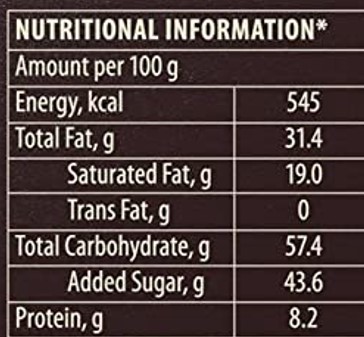 NUTRITIONAL INFORMATION*
Amount per 100 g
Energy, kcal 545
Total Fat, g 31.4
Saturated Fat, g 19.0
Trans Fat, g 0
Total Carbohydrate, g 57.4
Added Sugar, g 43.6
Protein, g 8.2